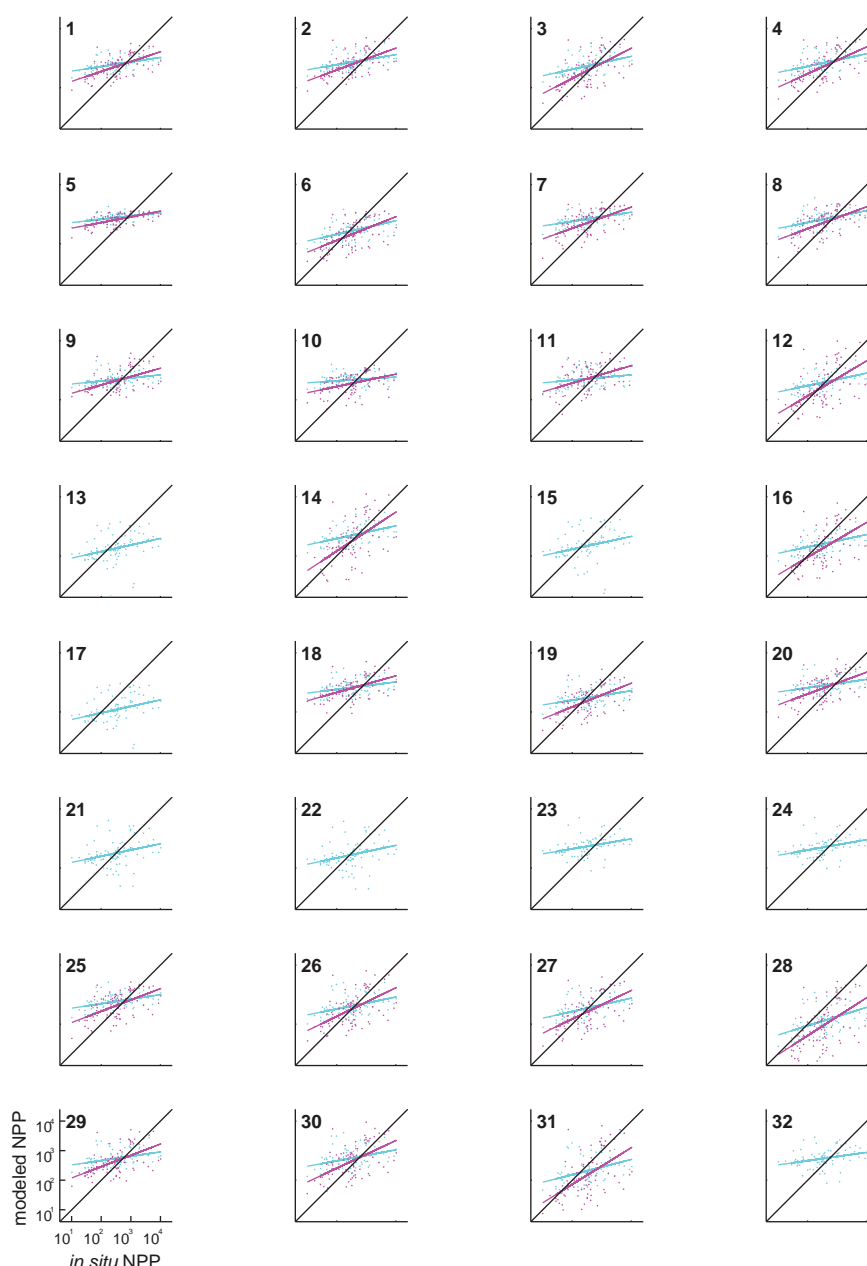 1 2 3 4
5 6 7 8
9 10 11 12
13 14 15 16
17 18 19 20
21 22 23 24
25 26 27 28
29 30 31 32
modeled NPP
10⁴
10³
10²
10¹
10¹ 10² 10³ 10⁴
in situ NPP